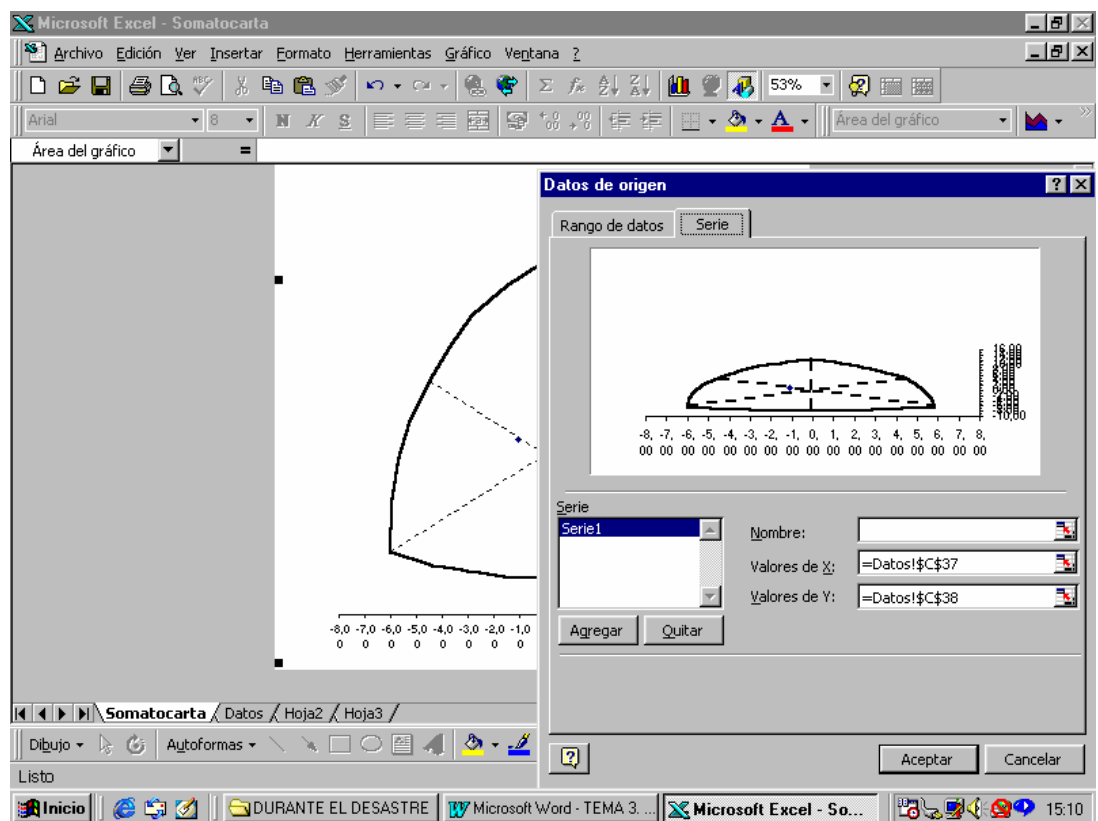 Microsoft Excel - Somatocarta
Archivo Edición Ver Insertar Formato Herramientas Gráfico Ventana ?
53%
Arial 8 N K S Área del gráfico
Área del gráfico =
Datos de origen
Rango de datos Serie
16,00
-10,00
-8, -7, -6, -5, -4, -3, -2, -1, 0, 1, 2, 3, 4, 5, 6, 7, 8,
00 00 00 00 00 00 00 00 00 00 00 00 00 00 00 00 00
Serie
Serie1
Nombre:
Valores de X: =Datos!$C$37
Valores de Y: =Datos!$C$38
Agregar Quitar
-8,0 -7,0 -6,0 -5,0 -4,0 -3,0 -2,0 -1,0
0 0 0 0 0 0 0 0
Somatocarta Datos Hoja2 Hoja3
Dibujo Autoformas
Aceptar Cancelar
Listo
Inicio DURANTE EL DESASTRE Microsoft Word - TEMA 3. ... Microsoft Excel - So... 15:10